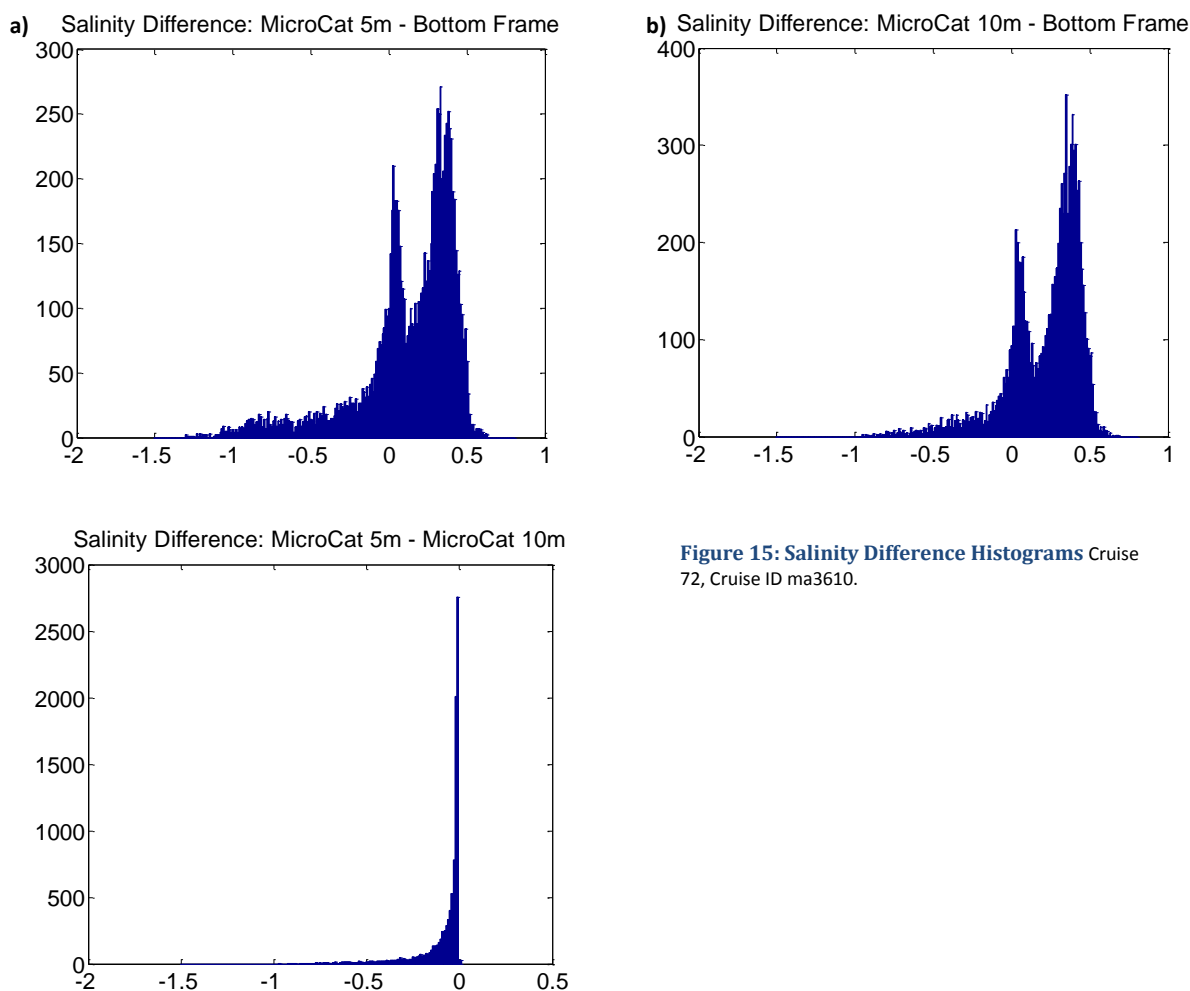 a) Salinity Difference: MicroCat 5m - Bottom Frame
300
250
200
150
100
50
0
-2 -1.5 -1 -0.5 0 0.5 1
b) Salinity Difference: MicroCat 10m - Bottom Frame
400
300
200
100
0
-2 -1.5 -1 -0.5 0 0.5 1
Salinity Difference: MicroCat 5m - MicroCat 10m
3000
2500
2000
1500
1000
500
0
-2 -1.5 -1 -0.5 0 0.5
Figure 15: Salinity Difference Histograms Cruise
72, Cruise ID ma3610.